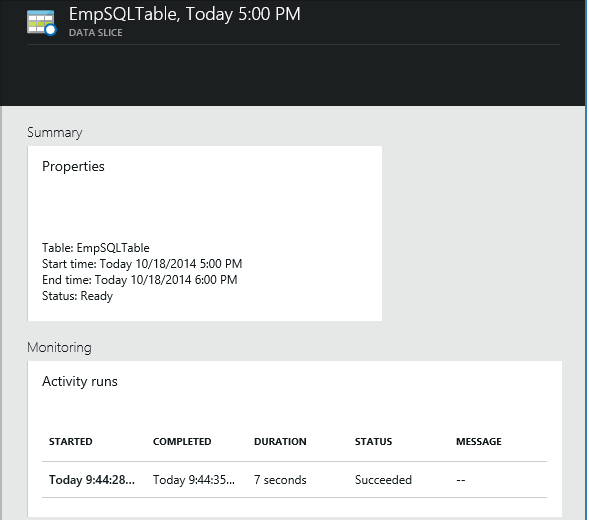 EmpSQLTable, Today 5:00 PM
DATA SLICE
Summary
Properties
Table: EmpSQLTable
Start time: Today 10/18/2014 5:00 PM
End time: Today 10/18/2014 6:00 PM
Status: Ready
Monitoring
Activity runs
STARTED COMPLETED DURATION STATUS MESSAGE
Today 9:44:28... Today 9:44:35... 7 seconds Succeeded --